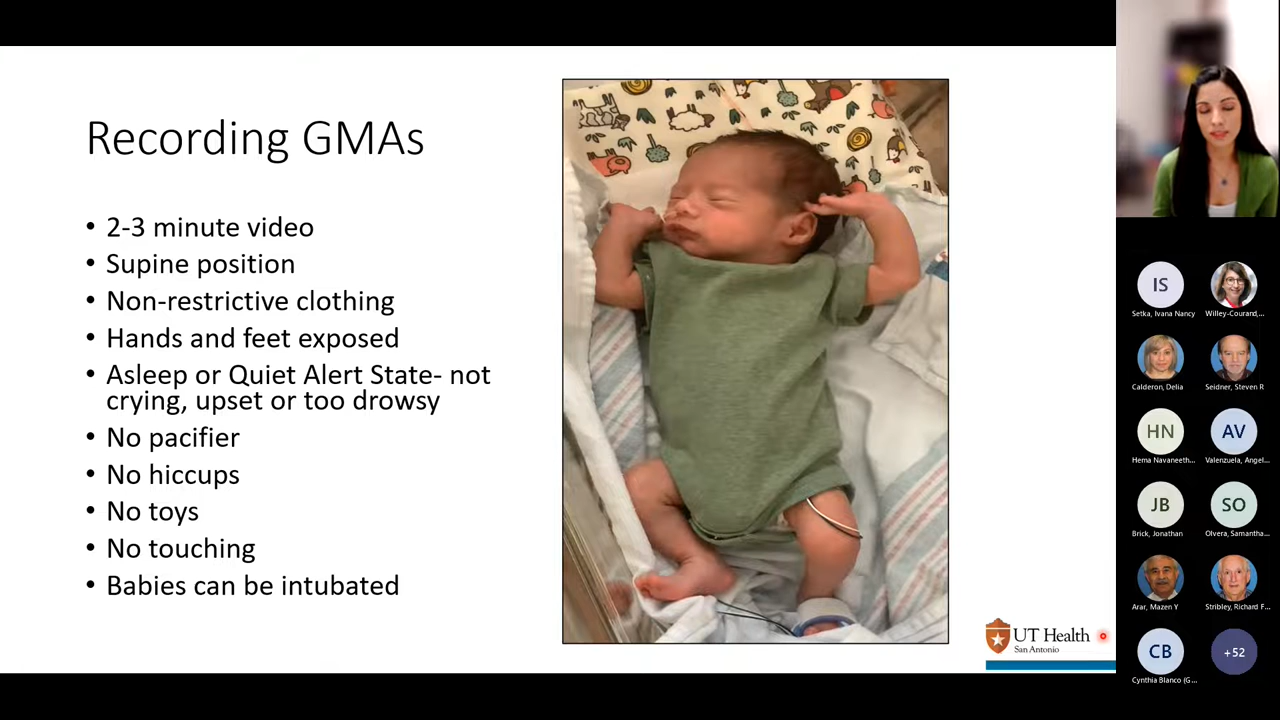 Recording GMAs
• 2-3 minute video
• Supine position
• Non-restrictive clothing
• Hands and feet exposed
• Asleep or Quiet Alert State- not
crying, upset or too drowsy
• No pacifier
• No hiccups
• No toys
• No touching
• Babies can be intubated
UT Health
San Antonio
IS
Setka, Ivana Nancy
Willey-Courand,...
Calderon, Delia
Seidner, Steven R
HN
Hema Navaneeth...
AV
Valenzuela, Angel...
JB
Brick, Jonathan
SO
Olvera, Samantha...
Arar, Mazen Y
Stribley, Richard F...
CB
Cynthia Blanco (G...
+52